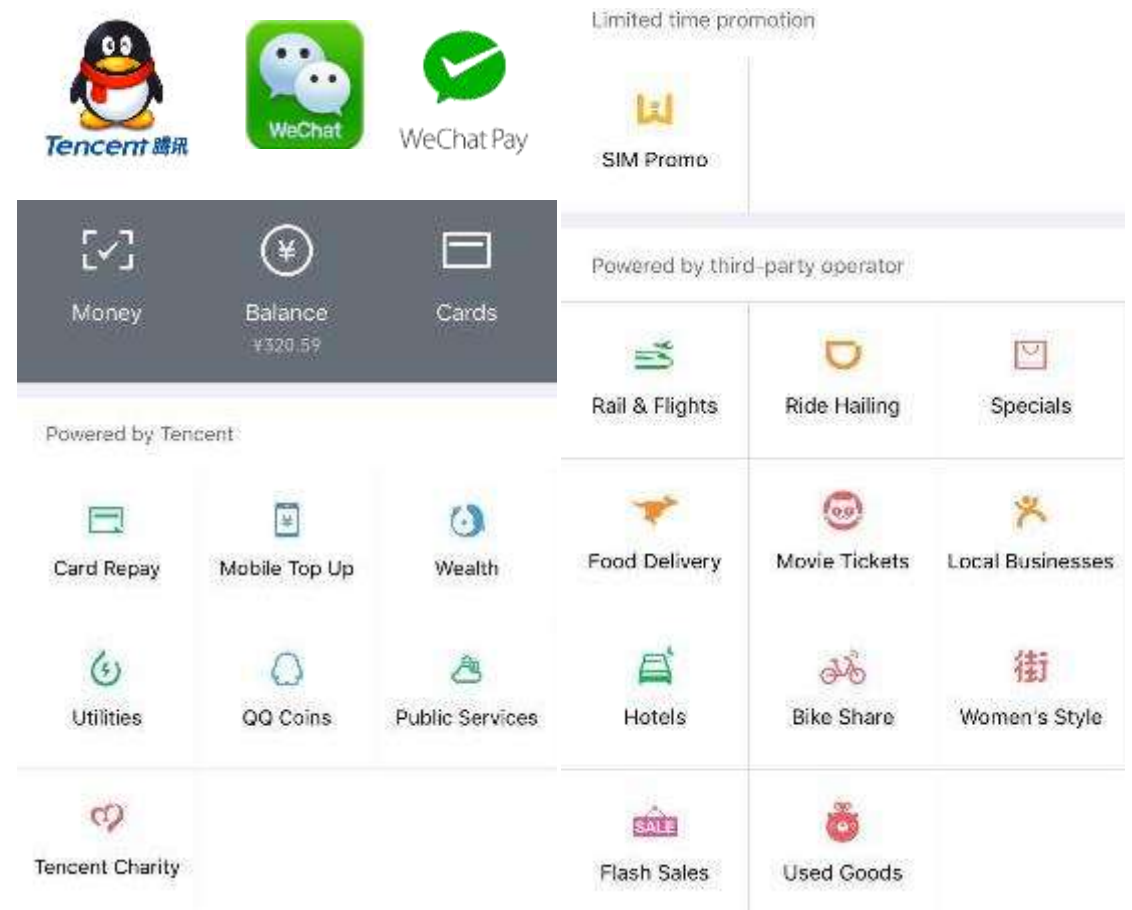 Tencent 腾讯
WeChat
WeChat Pay
Money
Balance
Cards
¥320.59
Powered by Tencent
Card Repay
Mobile Top Up
Wealth
Utilities
QQ Coins
Public Services
Tencent Charity
Limited time promotion
SIM Promo
Powered by third-party operator
Rail & Flights
Ride Hailing
Specials
Food Delivery
Movie Tickets
Local Businesses
Hotels
Bike Share
街
Women's Style
SALE
Flash Sales
Used Goods